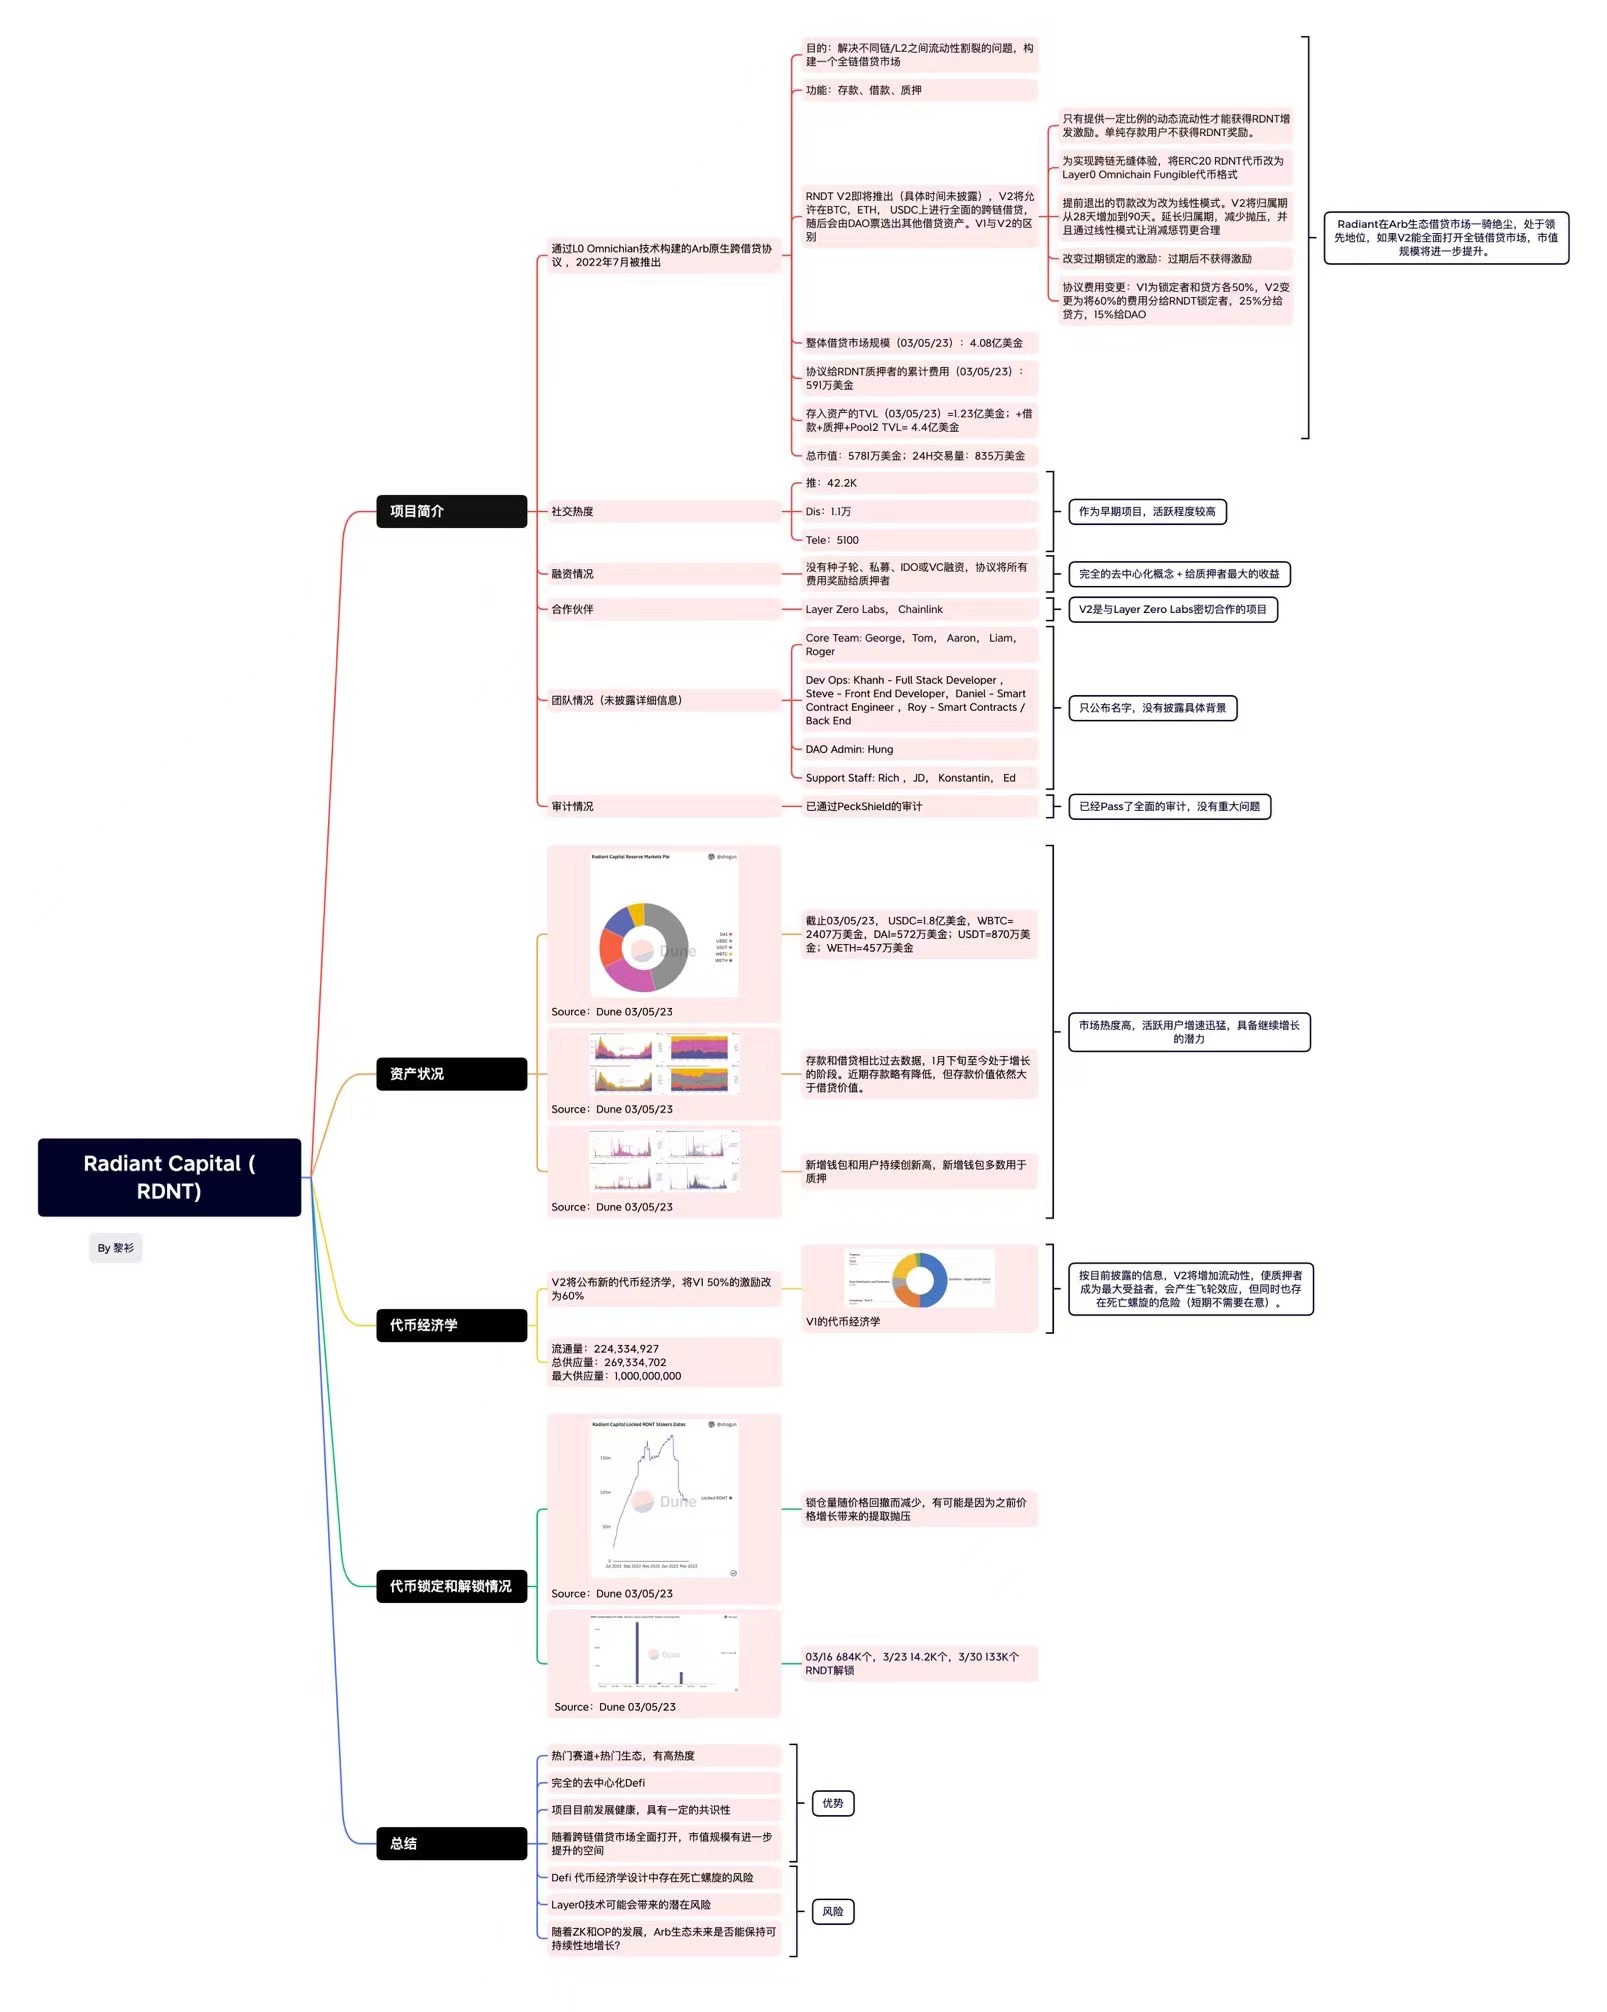 Radiant Capital (
RDNT)
By 黎衫
项目简介
通过L0 Omnichian技术构建的Arb原生跨借贷协
议 ，2022年7月被推出
目的：解决不同链/L2之间流动性割裂的问题，构
建一个全链借贷市场
功能：存款、借款、质押
RNDT V2即将推出（具体时间未披露），V2将允
许在BTC，ETH， USDC上进行全面的跨链借贷，
随后会由DAO票选出其他借贷资产。V1与V2的区
别
只有提供一定比例的动态流动性才能获得RDNT增
发激励。单纯存款用户不获得RDNT奖励。
为实现跨链无缝体验，将ERC20 RDNT代币改为
Layer0 Omnichain Fungible代币格式
提前退出的罚款改为改为线性模式。V2将归属期
从28天增加到90天。延长归属期，减少抛压，并
且通过线性模式让消减惩罚更合理
改变过期锁定的激励：过期后不获得激励
协议费用变更：V1为锁定者和贷方各50%，V2变
更为将60%的费用分给RNDT锁定者，25%分给
贷方，15%给DAO
整体借贷市场规模（03/05/23）：4.08亿美金
协议给RDNT质押者的累计费用（03/05/23）：
591万美金
存入资产的TVL（03/05/23）=1.23亿美金；+借
款+质押+Pool2 TVL= 4.4亿美金
总市值：5781万美金；24H交易量：835万美金
Radiant在Arb生态借贷市场一骑绝尘，处于领
先地位，如果V2能全面打开全链借贷市场，市值
规模将进一步提升。
社交热度
推：42.2K
Dis：1.1万
Tele：5100
作为早期项目，活跃程度较高
融资情况
没有种子轮、私募、IDO或VC融资，协议将所有
费用奖励给质押者
完全的去中心化概念 + 给质押者最大的收益
合作伙伴
Layer Zero Labs， Chainlink
V2是与Layer Zero Labs密切合作的项目
团队情况（未披露详细信息）
Core Team: George，Tom， Aaron， Liam，
Roger
Dev Ops: Khanh - Full Stack Developer ，
Steve - Front End Developer，Daniel - Smart
Contract Engineer ，Roy - Smart Contracts /
Back End
DAO Admin: Hung
Support Staff: Rich ，JD， Konstantin， Ed
只公布名字，没有披露具体背景
审计情况
已通过PeckShield的审计
已经Pass了全面的审计，没有重大问题
资产状况
Radiant Capital Reserve Markets Pie
@shogun
Dune
DAI
USDC
USDT
WBTC
WETH
Source：Dune 03/05/23
截止03/05/23， USDC=1.8亿美金，WBTC=
2407万美金，DAI=572万美金；USDT=870万美
金；WETH=457万美金
Source：Dune 03/05/23
存款和借贷相比过去数据，1月下旬至今处于增长
的阶段。近期存款略有降低，但存款价值依然大
于借贷价值。
Source：Dune 03/05/23
新增钱包和用户持续创新高，新增钱包多数用于
质押
市场热度高，活跃用户增速迅猛，具备继续增长
的潜力
代币经济学
V2将公布新的代币经济学，将V1 50%的激励改
为60%
V1的代币经济学
按目前披露的信息，V2将增加流动性，使质押者
成为最大受益者，会产生飞轮效应，但同时也存
在死亡螺旋的危险（短期不需要在意）。
流通量：224,334,927
总供应量：269,334,702
最大供应量：1,000,000,000
代币锁定和解锁情况
Radiant Capital Locked RDNT Stakers Dates
@shogun
150m
100m
50m
0
Dune
Locked RDNT
Jul 2022 Sep 2022 Nov 2022 Jan 2023 Mar 2023
Source：Dune 03/05/23
锁仓量随价格回撤而减少，有可能是因为之前价
格增长带来的提取抛压
Dune
Source：Dune 03/05/23
03/16 684K个，3/23 14.2K个，3/30 133K个
RNDT解锁
总结
热门赛道+热门生态，有高热度
完全的去中心化Defi
项目目前发展健康，具有一定的共识性
随着跨链借贷市场全面打开，市值规模有进一步
提升的空间
优势
Defi 代币经济学设计中存在死亡螺旋的风险
Layer0技术可能会带来的潜在风险
随着ZK和OP的发展，Arb生态未来是否能保持可
持续性地增长？
风险